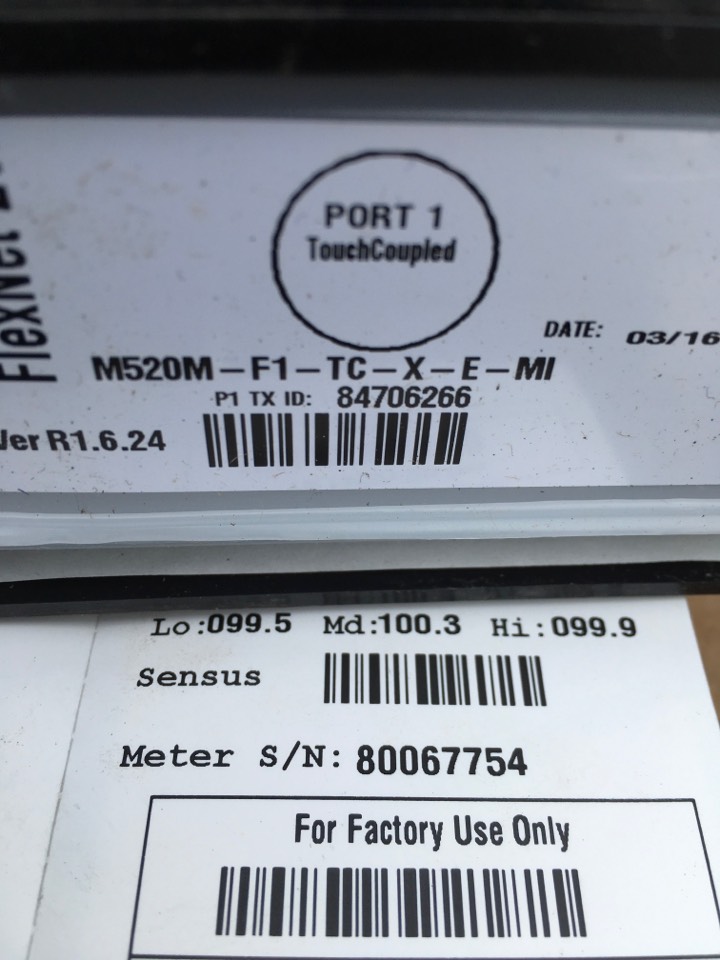 PORT 1
TouchCoupled
FlexNet
DATE: 03/16
M520M-F1-TC-X-E-MI
P1 TX ID: 84706266
Ver R1.6.24
Lo:099.5 Md:100.3 Hi:099.9
Sensus
Meter S/N: 80067754
For Factory Use Only